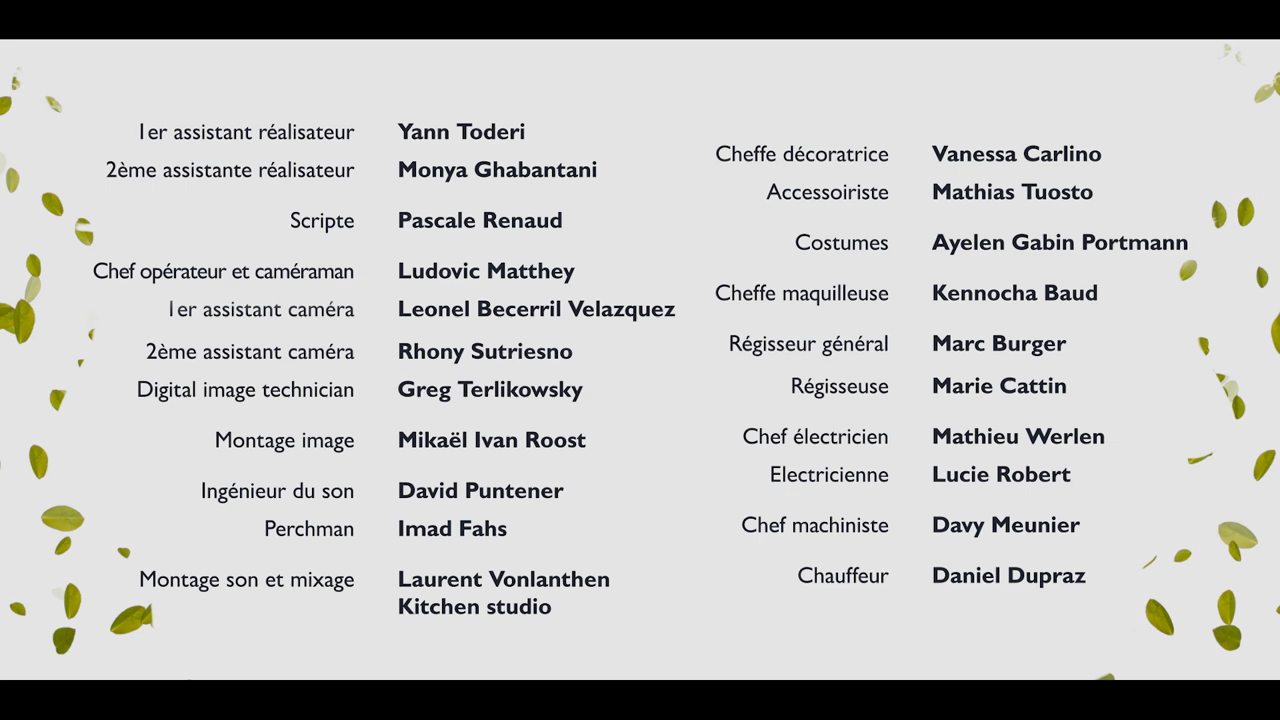 1er assistant réalisateur Yann Toderi
2ème assistante réalisateur Monya Ghabantani
Scripte Pascale Renaud
Chef opérateur et caméraman Ludovic Matthey
1er assistant caméra Leonel Becerril Velazquez
2ème assistant caméra Rhony Sutriesno
Digital image technician Greg Terlikowsky
Montage image Mikaël Ivan Roost
Ingénieur du son David Puntener
Perchman Imad Fahs
Montage son et mixage Laurent Vonlanthen
Kitchen studio
Cheffe décoratrice Vanessa Carlino
Accessoiriste Mathias Tuosto
Costumes Ayelen Gabin Portmann
Cheffe maquilleuse Kennocha Baud
Régisseur général Marc Burger
Régisseuse Marie Cattin
Chef électricien Mathieu Werlen
Electricienne Lucie Robert
Chef machiniste Davy Meunier
Chauffeur Daniel Dupraz